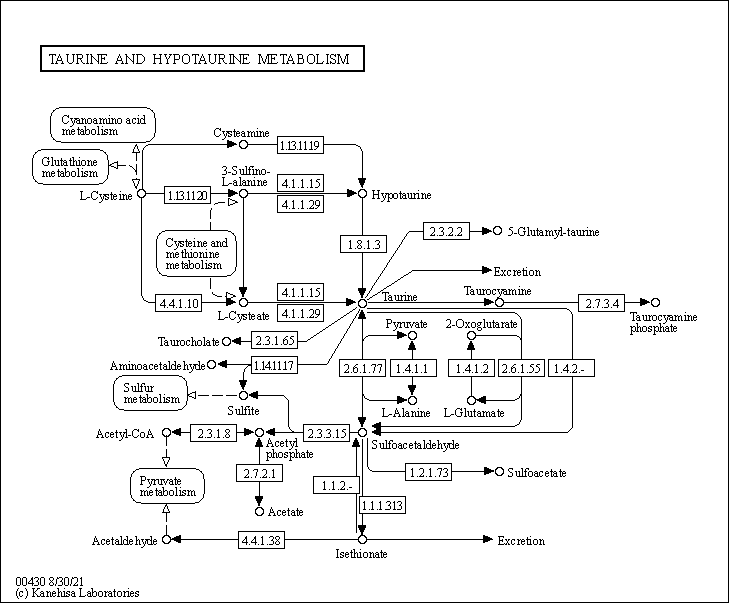 TAURINE AND HYPOTAURINE METABOLISM
Cyanoamino acid
metabolism
Cysteamine
1.13.11.19
Glutathione
metabolism
3-Sulfino-
L-alanine
4.1.1.15
L-Cysteine
1.13.11.20
Hypotaurine
4.1.1.29
2.3.2.2
5-Glutamyl-taurine
Cysteine and
methionine
metabolism
1.8.1.3
Excretion
Taurocyamine
4.1.1.15
Taurine
4.4.1.10
2.7.3.4
L-Cysteate
4.1.1.29
Taurocyamine
phosphate
Pyruvate
2-Oxoglutarate
Taurocholate
2.3.1.65
Aminoacetaldehyde
1.14.11.17
2.6.1.77
1.4.1.1
1.4.1.2
2.6.1.55
1.4.2.-
Sulfur
metabolism
Sulfite
L-Alanine
L-Glutamate
Acetyl-CoA
2.3.1.8
Acetyl
phosphate
2.3.3.15
Sulfoacetaldehyde
2.7.2.1
1.2.1.73
Sulfoacetate
Pyruvate
metabolism
1.1.2.-
1.1.1.313
Acetate
Acetaldehyde
4.4.1.38
Isethionate
Excretion
00430 8/30/21
(c) Kanehisa Laboratories